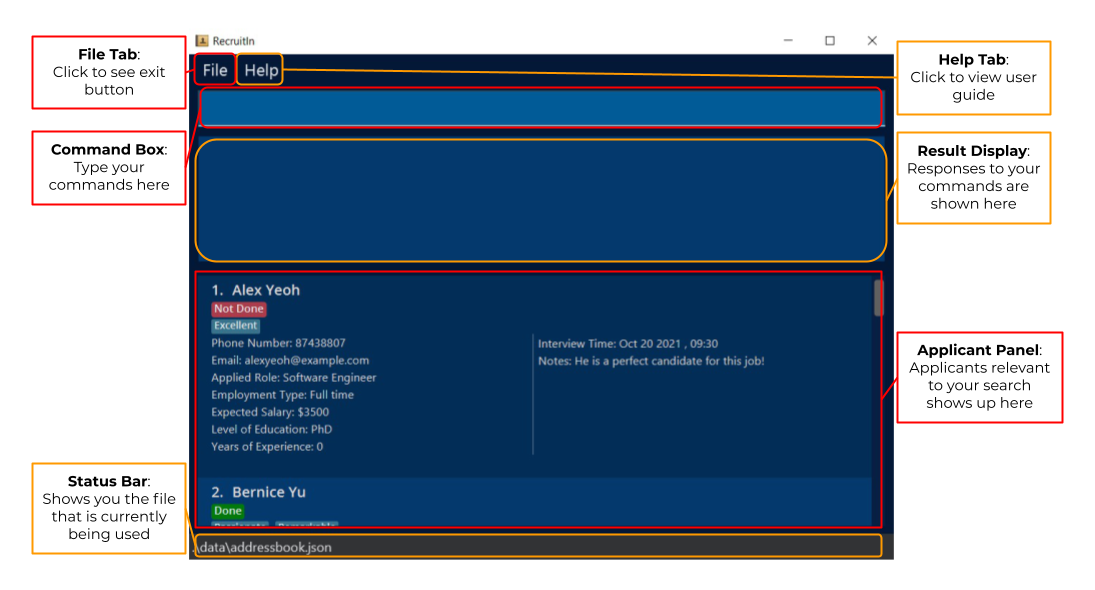 RecruitIn
File Help
File Tab:
Click to see exit
button
Help Tab:
Click to view user
guide
Command Box:
Type your
commands here
Result Display:
Responses to your
commands are
shown here
1. Alex Yeoh
Not Done
Excellent
Phone Number: 87438807
Email: alexyeoh@example.com
Applied Role: Software Engineer
Employment Type: Full time
Expected Salary: $3500
Level of Education: PhD
Years of Experience: 0
Interview Time: Oct 20 2021 , 09:30
Notes: He is a perfect candidate for this job!
Applicant Panel:
Applicants relevant
to your search
shows up here
2. Bernice Yu
Done
Passionate Remarkable
Status Bar:
Shows you the file
that is currently
being used
\data\addressbook.json